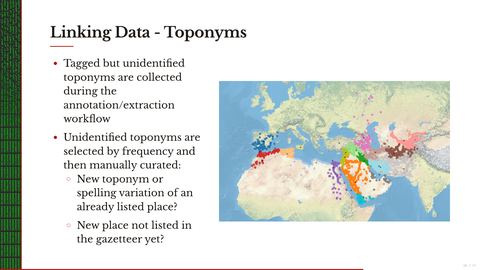 Linking Data - Toponyms
Tagged but unidentified
toponyms are collected
during the
annotation/extraction
workflow
Unidentified toponyms are
selected by frequency and
then manually curated:
New toponym or
spelling variation of an
already listed place?
New place not listed in
the gazetteer yet?